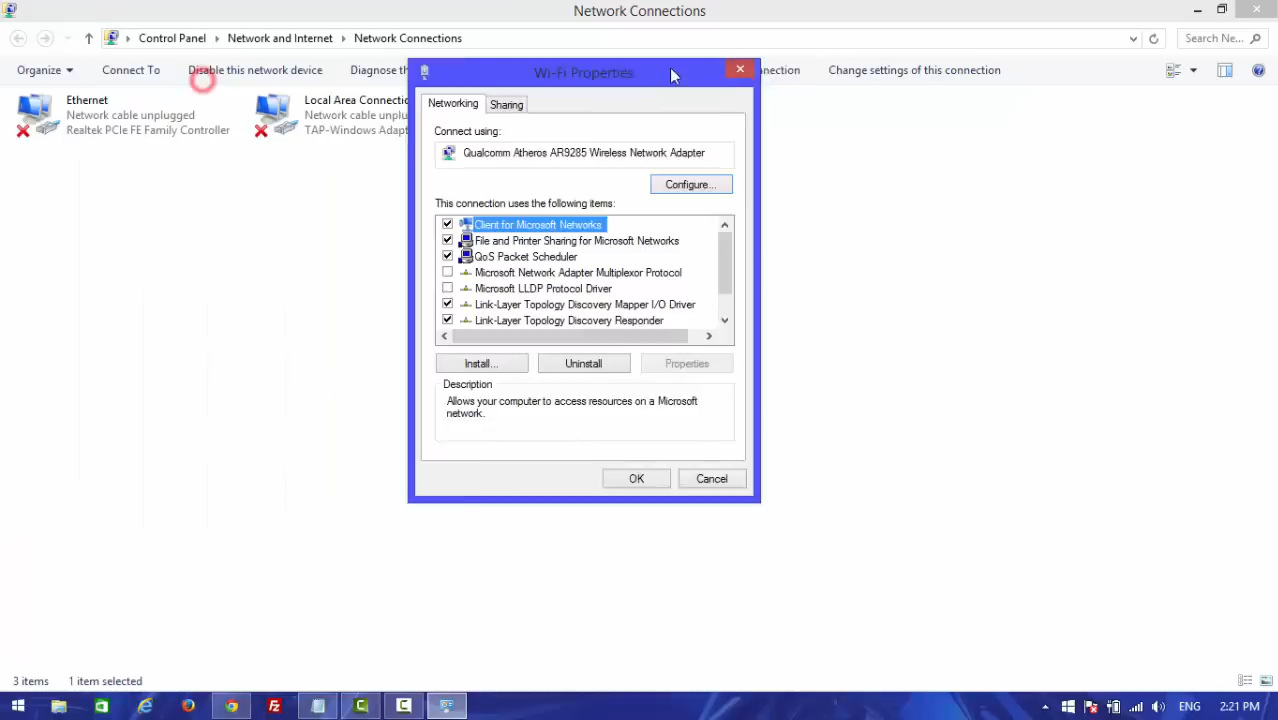 Network Connections
Control Panel
Network and Internet
Network Connections
Search Ne...
Organize
Connect To
Disable this network device
Diagnose th
onnection
Change settings of this connection
Ethernet
Network cable unplugged
Realtek PCIe FE Family Controller
Local Area Connectio
Network cable unplu
TAP-Windows Adapt
Wi-Fi Properties
Networking
Sharing
Connect using:
Qualcomm Atheros AR9285 Wireless Network Adapter
Configure...
This connection uses the following items:
Client for Microsoft Networks
File and Printer Sharing for Microsoft Networks
QoS Packet Scheduler
Microsoft Network Adapter Multiplexor Protocol
Microsoft LLDP Protocol Driver
Link-Layer Topology Discovery Mapper I/O Driver
Link-Layer Topology Discovery Responder
Install...
Uninstall
Properties
Description
Allows your computer to access resources on a Microsoft
network.
OK
Cancel
3 items
1 item selected
ENG
2:21 PM